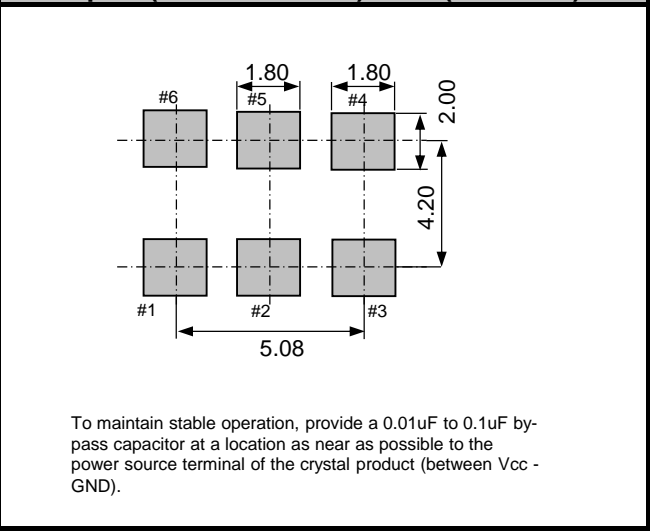 1.80 1.80
#6 #5 #4
2.00
4.20
#1 #2 #3
5.08
To maintain stable operation, provide a 0.01uF to 0.1uF by-
pass capacitor at a location as near as possible to the
power source terminal of the crystal product (between Vcc -
GND).